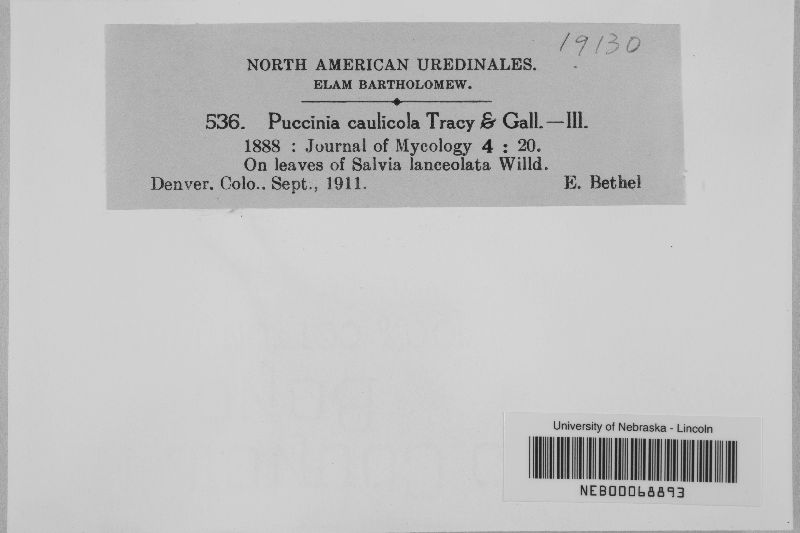 19130
NORTH AMERICAN UREDINALES.
ELAM BARTHOLOMEW.
536. Puccinia caulicola Tracy & Gall.—III.
1888 : Journal of Mycology 4 : 20.
On leaves of Salvia lanceolata Willd.
Denver. Colo.. Sept., 1911. E. Bethel
University of Nebraska - Lincoln
NEB00068893